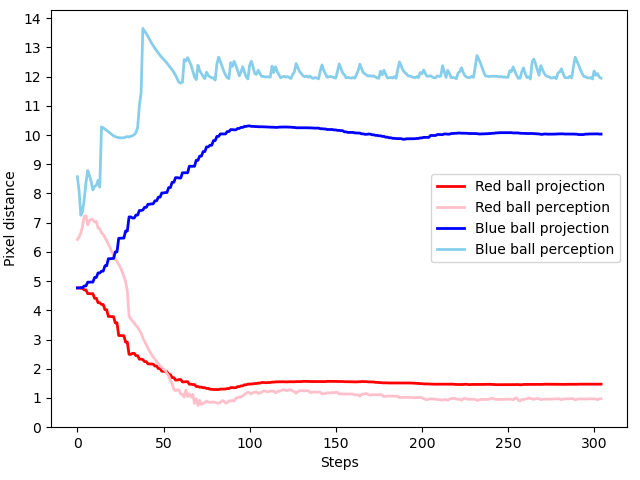 14
13
12
11
10
9
8
7
6
5
4
3
2
1
0
Pixel distance
Red ball projection
Red ball perception
Blue ball projection
Blue ball perception
0 50 100 150 200 250 300
Steps